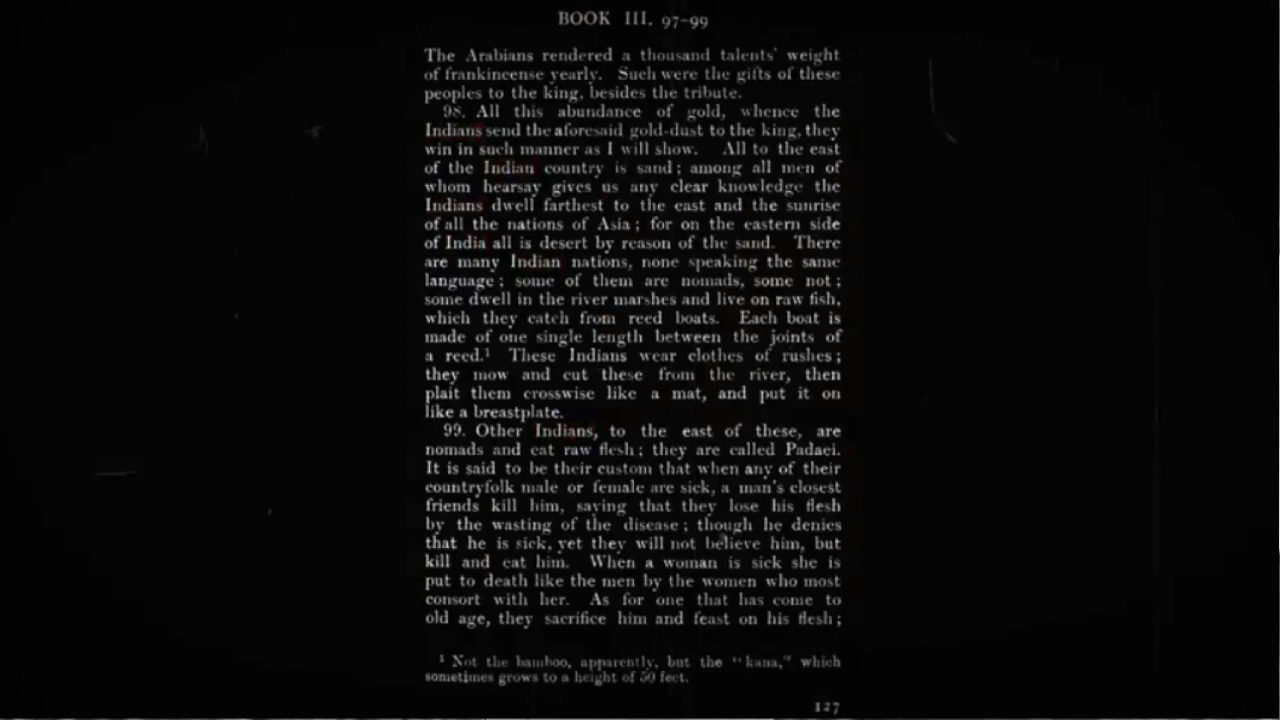 BOOK III. 97–99
The Arabians rendered a thousand talents' weight
of frankincense yearly. Such were the gifts of these
peoples to the king, besides the tribute.
98. All this abundance of gold, whence the
Indians send the aforesaid gold-dust to the king, they
win in such manner as I will show. All to the east
of the Indian country is sand; among all men of
whom hearsay gives us any clear knowledge the
Indians dwell farthest to the east and the sunrise
of all the nations of Asia; for on the eastern side
of India all is desert by reason of the sand. There
are many Indian nations, none speaking the same
language; some of them are nomads, some not;
some dwell in the river marshes and live on raw fish,
which they catch from reed boats. Each boat is
made of one single length between the joints of
a reed.¹ These Indians wear clothes of rushes;
they mow and cut these from the river, then
plait them crosswise like a mat, and put it on
like a breastplate.
99. Other Indians, to the east of these, are
nomads and eat raw flesh; they are called Padaei.
It is said to be their custom that when any of their
countryfolk male or female are sick, a man's closest
friends kill him, saying that they lose his flesh
by the wasting of the disease; though he denies
that he is sick, yet they will not believe him, but
kill and eat him. When a woman is sick she is
put to death like the men by the women who most
consort with her. As for one that has come to
old age, they sacrifice him and feast on his flesh;
¹ Not the bamboo, apparently, but the "kana," which
sometimes grows to a height of 50 feet.
127